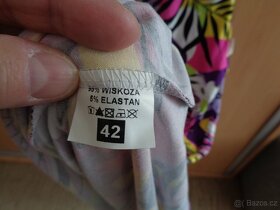 95% WISKOZA
5% ELASTAN
42
Bazos.cz